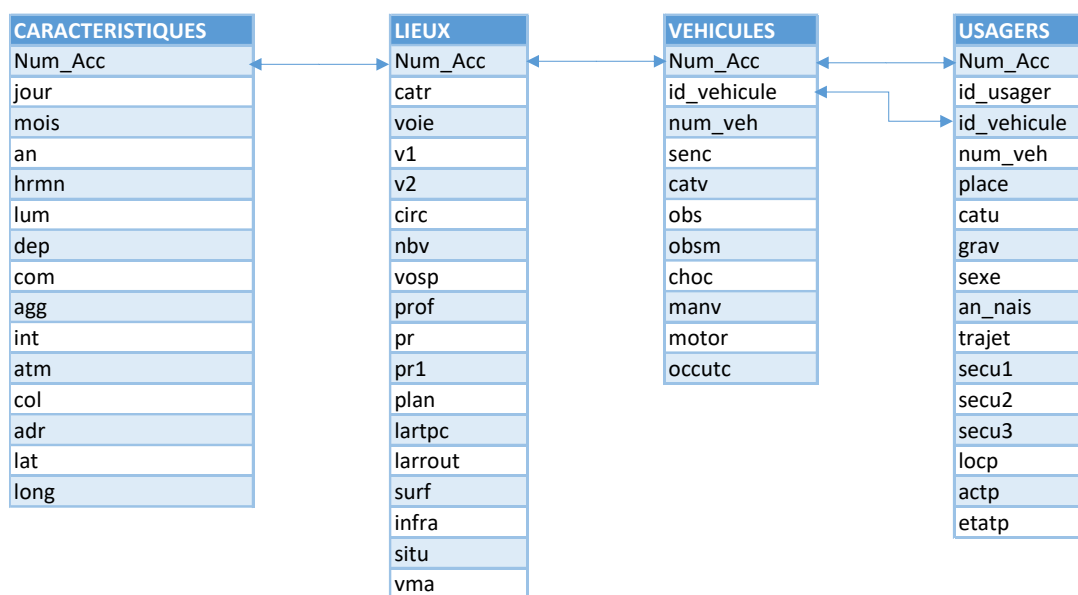 CARACTERISTIQUES
Num_Acc
jour
mois
an
hrmn
lum
dep
com
agg
int
atm
col
adr
lat
long
LIEUX
Num_Acc
catr
voie
v1
v2
circ
nbv
vosp
prof
pr
pr1
plan
lartpc
larrout
surf
infra
situ
vma
VEHICULES
Num_Acc
id_vehicule
num_veh
senc
catv
obs
obsm
choc
manv
motor
occutc
USAGERS
Num_Acc
id_usager
id_vehicule
num_veh
place
catu
grav
sexe
an_nais
trajet
secu1
secu2
secu3
locp
actp
etatp